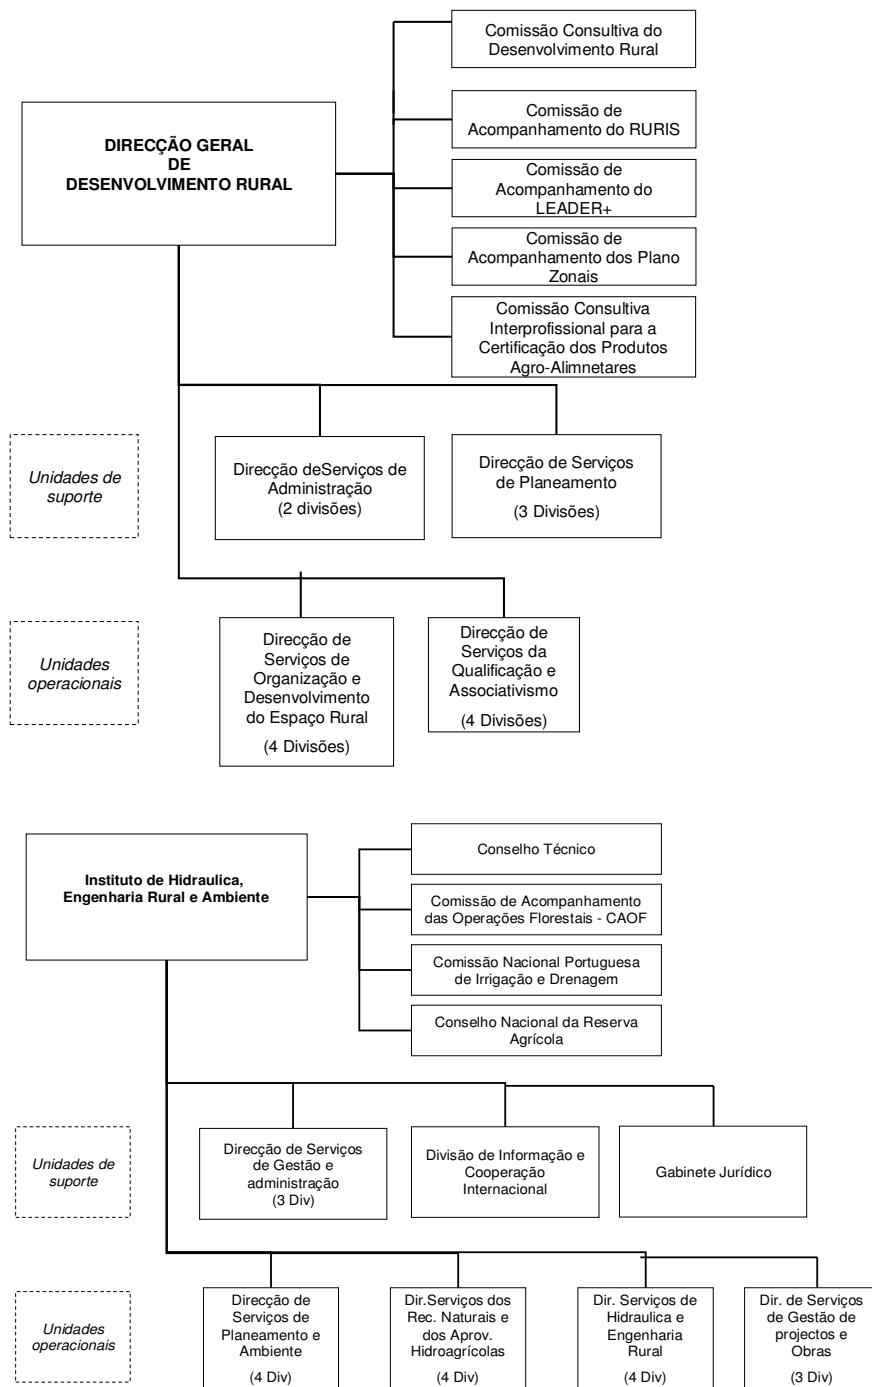 Comissão Consultiva do
Desenvolvimento Rural
DIRECÇÃO GERAL
DE
DESENVOLVIMENTO RURAL
Comissão de
Acompanhamento do RURIS
Comissão de
Acompanhamento do
LEADER+
Comissão de
Acompanhamento dos Plano
Zonais
Comissão Consultiva
Interprofissional para a
Certificação dos Produtos
Agro-Alimnetares
Unidades de
suporte
Direcção deServiços de
Administração
(2 divisões)
Direcção de Serviços
de Planeamento
(3 Divisões)
Unidades
operacionais
Direcção de
Serviços de
Organização e
Desenvolvimento
do Espaço Rural
(4 Divisões)
Direcção de
Serviços da
Qualificação e
Associativismo
(4 Divisões)
Instituto de Hidraulica,
Engenharia Rural e Ambiente
Conselho Técnico
Comissão de Acompanhamento
das Operações Florestais - CAOF
Comissão Nacional Portuguesa
de Irrigação e Drenagem
Conselho Nacional da Reserva
Agrícola
Unidades de
suporte
Direcção de Serviços
de Gestão e
administração
(3 Div)
Divisão de Informação e
Cooperação
Internacional
Gabinete Jurídico
Unidades
operacionais
Direcção de
Serviços de
Planeamento e
Ambiente
(4 Div)
Dir.Serviços dos
Rec. Naturais e
dos Aprov.
Hidroagrícolas
(4 Div)
Dir. Serviços de
Hidraulica e
Engenharia
Rural
(4 Div)
Dir. de Serviços
de Gestão de
projectos e
Obras
(3 Div)